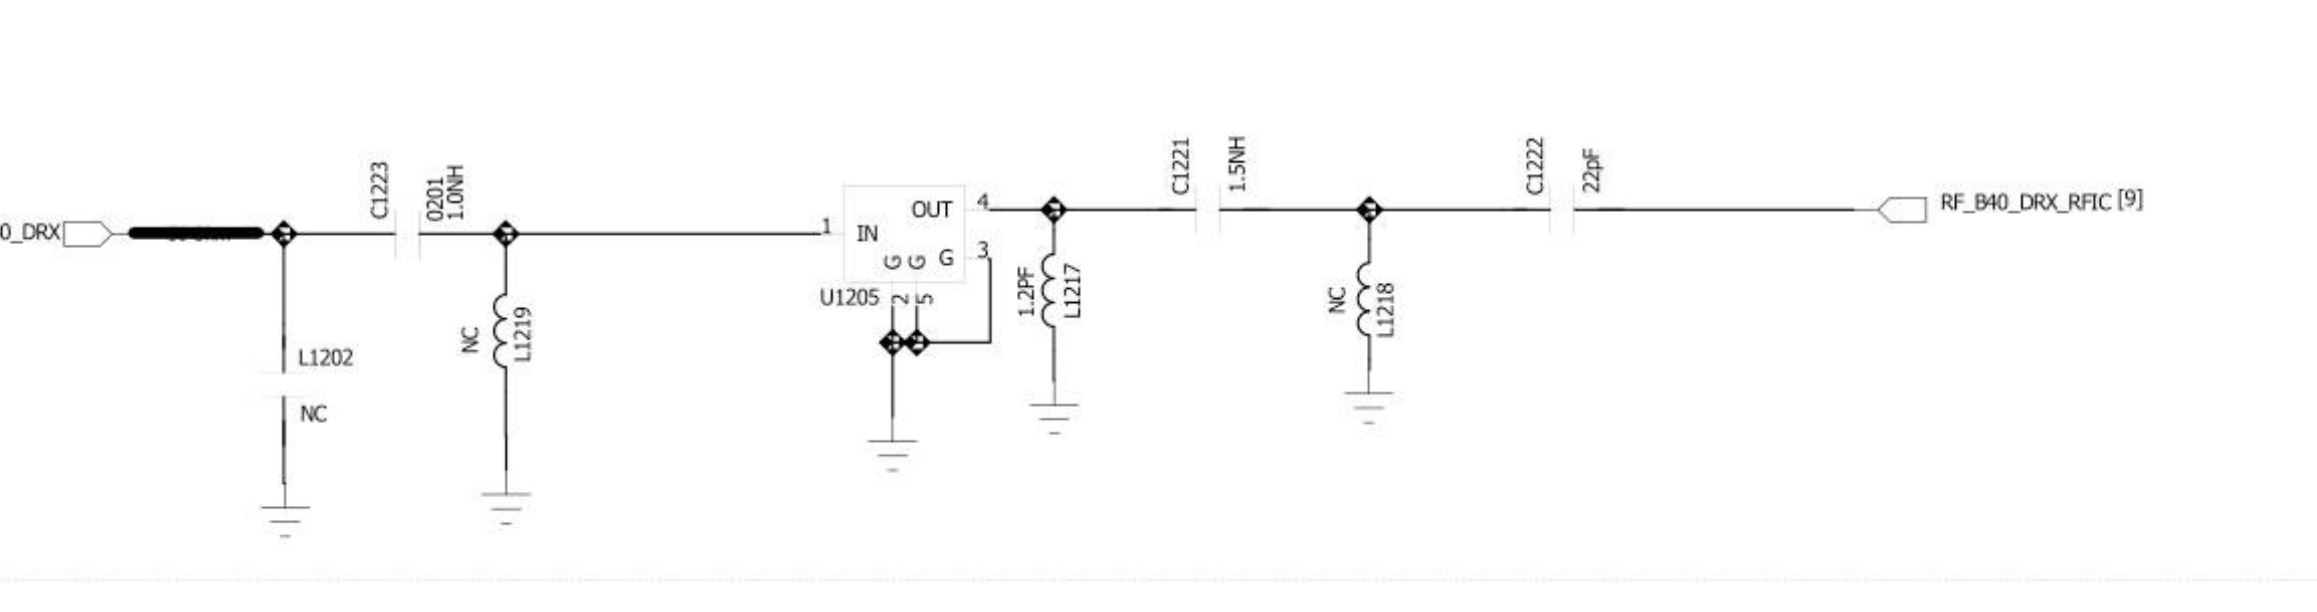 0_DRX
C1223
0201
1.0NH
L1202
NC
NC
L1219
1
IN
OUT
G
G
G
4
3
U1205
2
5
1.2PF
L1217
C1221
1.5NH
NC
L1218
C1222
22pF
RF_B40_DRX_RFIC [9]